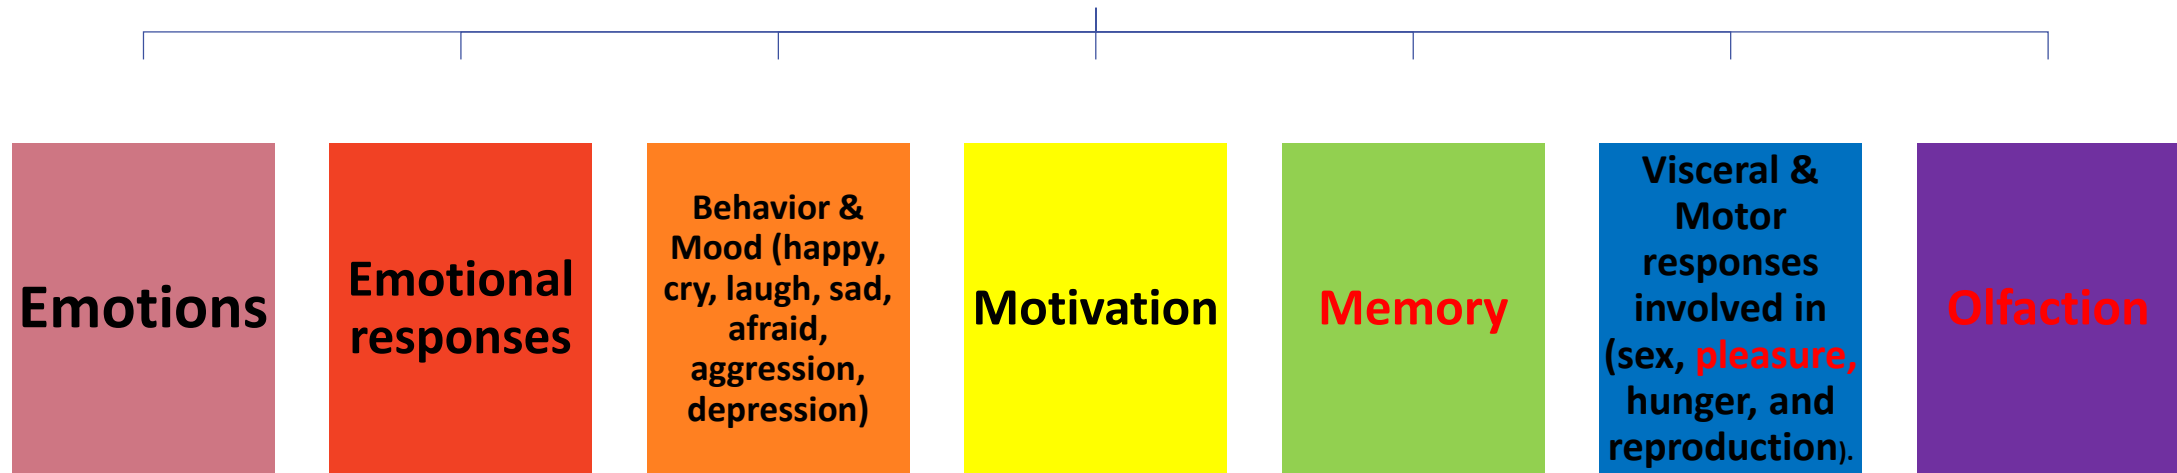 Emotions
Emotional
responses
Behavior &
Mood (happy,
cry, laugh, sad,
afraid,
aggression,
depression)
Motivation
Memory
Visceral &
Motor
responses
involved in
(sex, pleasure,
hunger, and
reproduction).
Olfaction